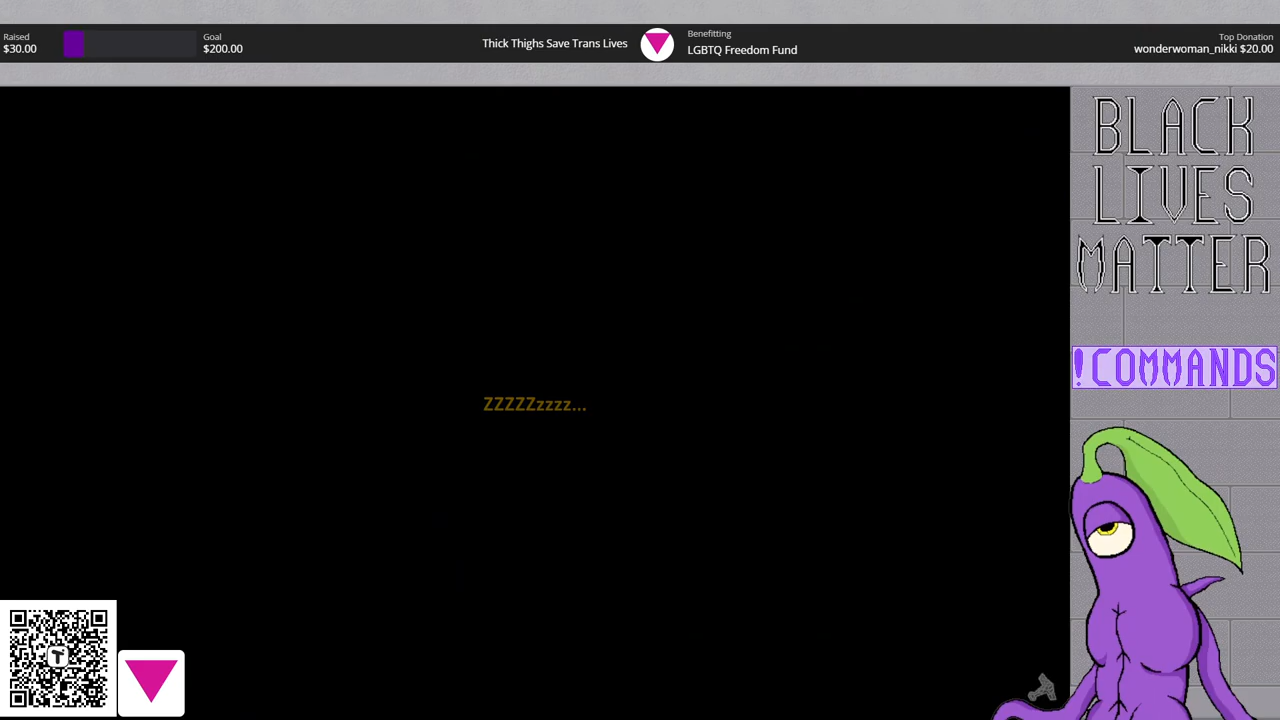 Raised
$30.00
Goal
$200.00
Thick Thighs Save Trans Lives
Benefitting
LGBTQ Freedom Fund
Top Donation
wonderwoman_nikki $20.00
BLACK
LIVES
MATTER
!COMMANDS
ZZZZZzzzz...
T